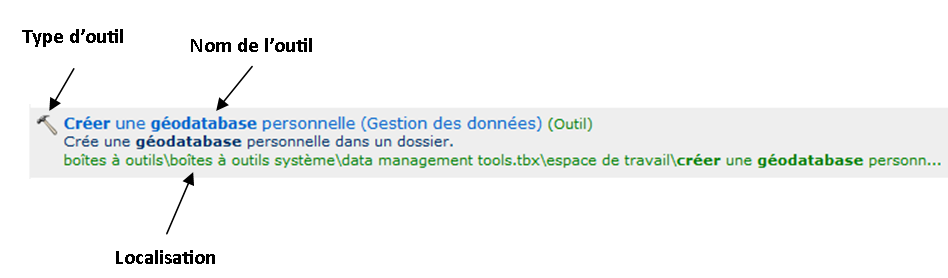 Type d'outil
Nom de l'outil
Créer une géodatabase personnelle (Gestion des données) (Outil)
Crée une géodatabase personnelle dans un dossier.
boîtes à outils\boîtes à outils système\data management tools.tbx\espace de travail\créer une géodatabase personn...
Localisation